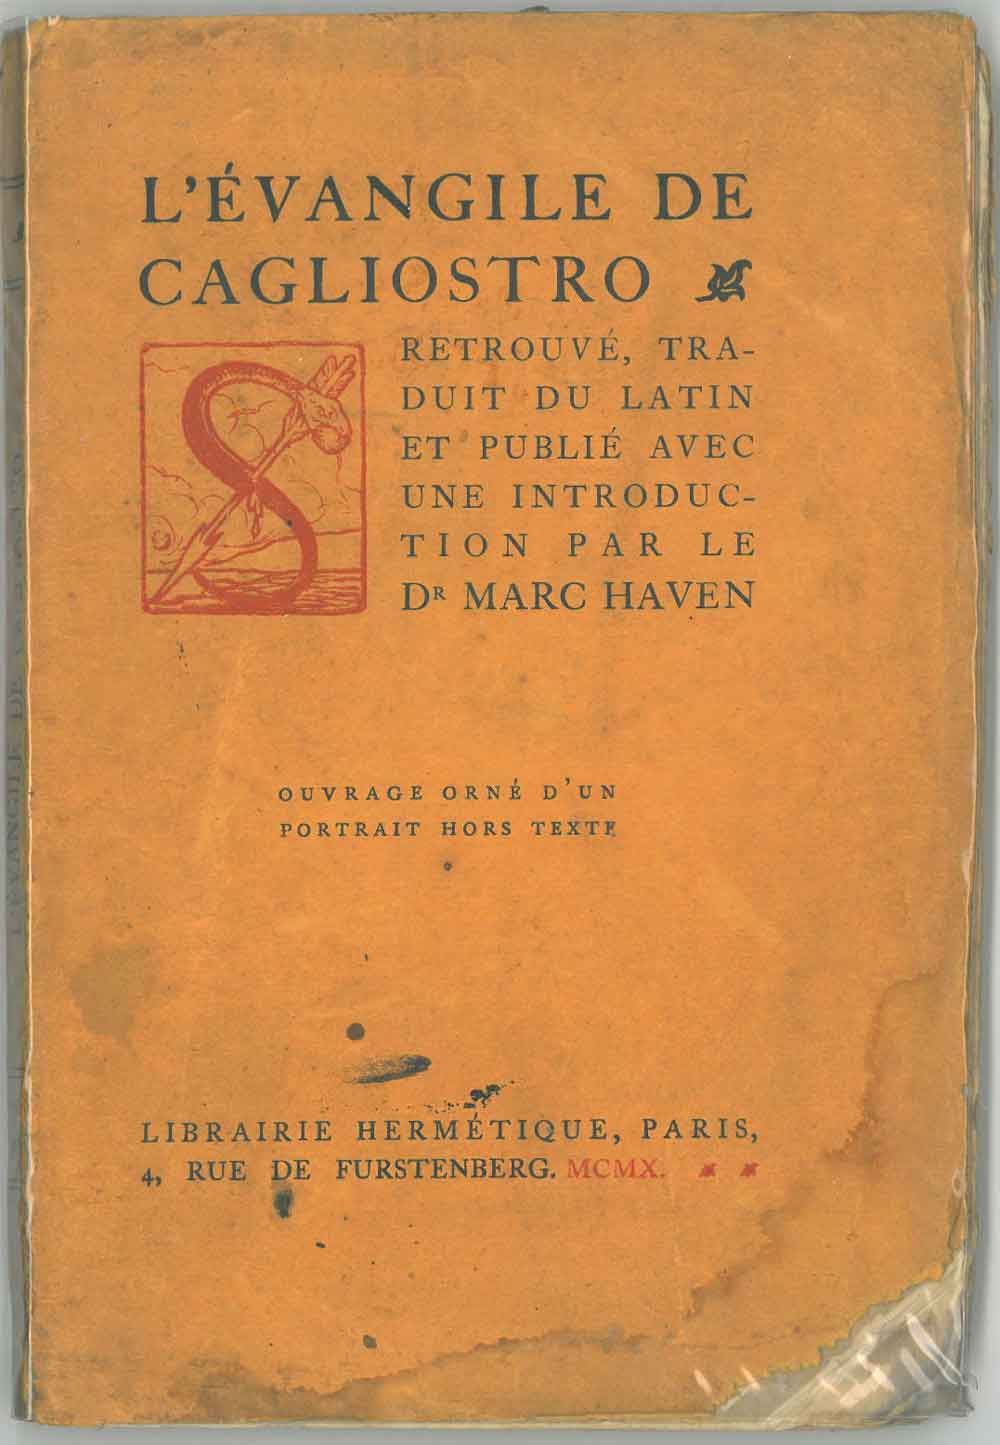 L'ÉVANGILE DE
CAGLIOSTRO
RETROUVÉ, TRA-
DUIT DU LATIN
ET PUBLIÉ AVEC
UNE INTRODUC-
TION PAR LE
DR MARC HAVEN
OUVRAGE ORNÉ D'UN
PORTRAIT HORS TEXTE
LIBRAIRIE HERMÉTIQUE, PARIS,
4, RUE DE FURSTENBERG. MCMX.